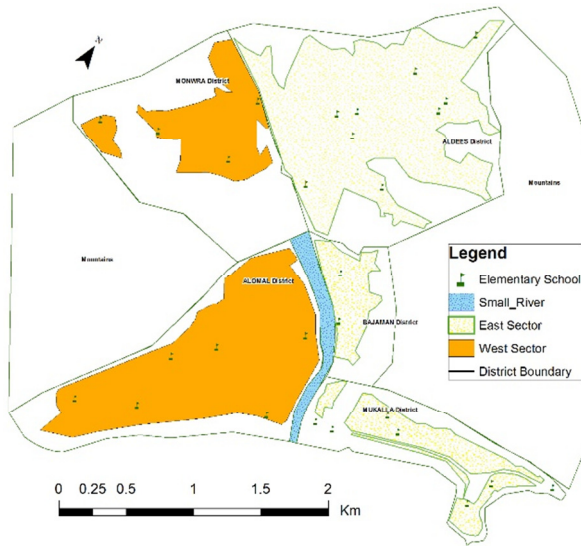 N
MONWRA District
ALDEES District
Mountains
Mountains
ALOMAL District
BAJAMAN District
MUKALLA District
Legend
Elementary School
Small_River
East Sector
West Sector
District Boundary
0 0.25 0.5 1 1.5 2
Km